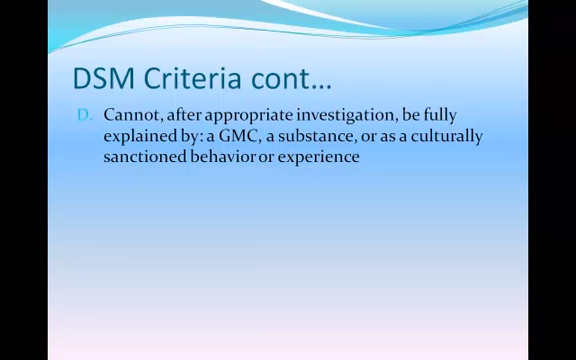 DSM Criteria cont…
D. Cannot, after appropriate investigation, be fully
explained by: a GMC, a substance, or as a culturally
sanctioned behavior or experience